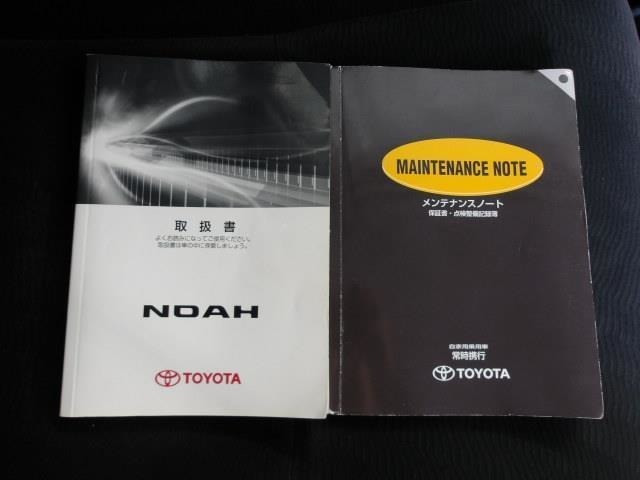 取扱書
よくお読みになってご使用ください。
取扱書は車の中に保管しましょう。
NOAH
TOYOTA
MAINTENANCE NOTE
メンテナンスノート
保証書・点検整備記録簿
自家用乗用車
常時携行
TOYOTA